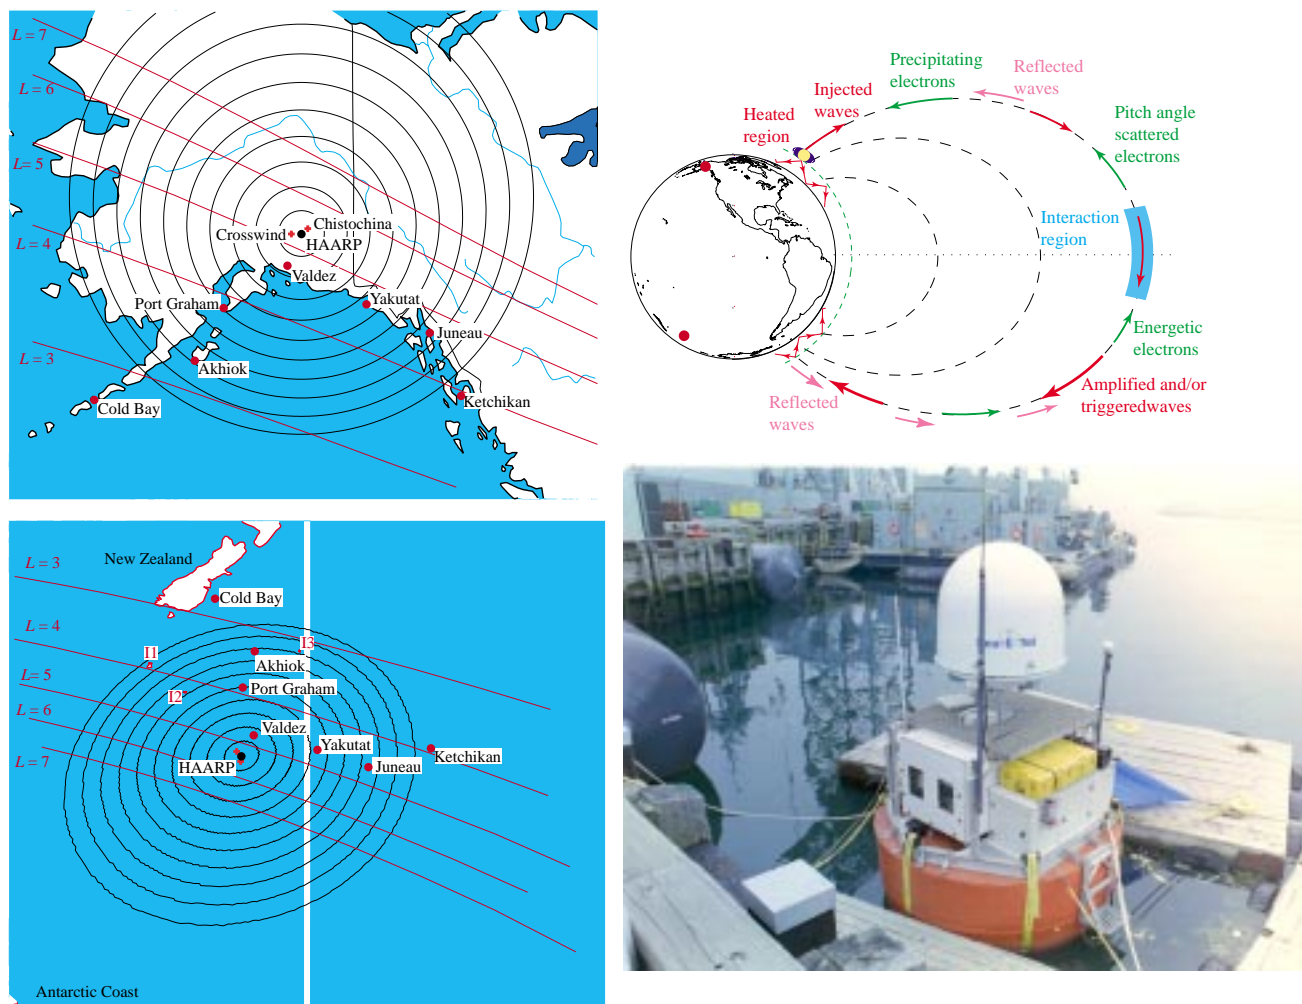 L = 7
L = 6
L= 5
L = 4
L = 3
Chistochina
Crosswind
HAARP
Valdez
Port Graham
Yakutat
Juneau
Akhiok
Cold Bay
Ketchikan
Precipitating
electrons
Reflected
waves
Injected
waves
Heated
region
Pitch angle
scattered
electrons
Interaction
region
Energetic
electrons
Amplified and/or
triggeredwaves
Reflected
waves
New Zealand
L = 3
Cold Bay
L = 4
I1
I3
Akhiok
L= 5
I2
Port Graham
L = 6
Valdez
Yakutat
Ketchikan
HAARP
Juneau
L = 7
Antarctic Coast